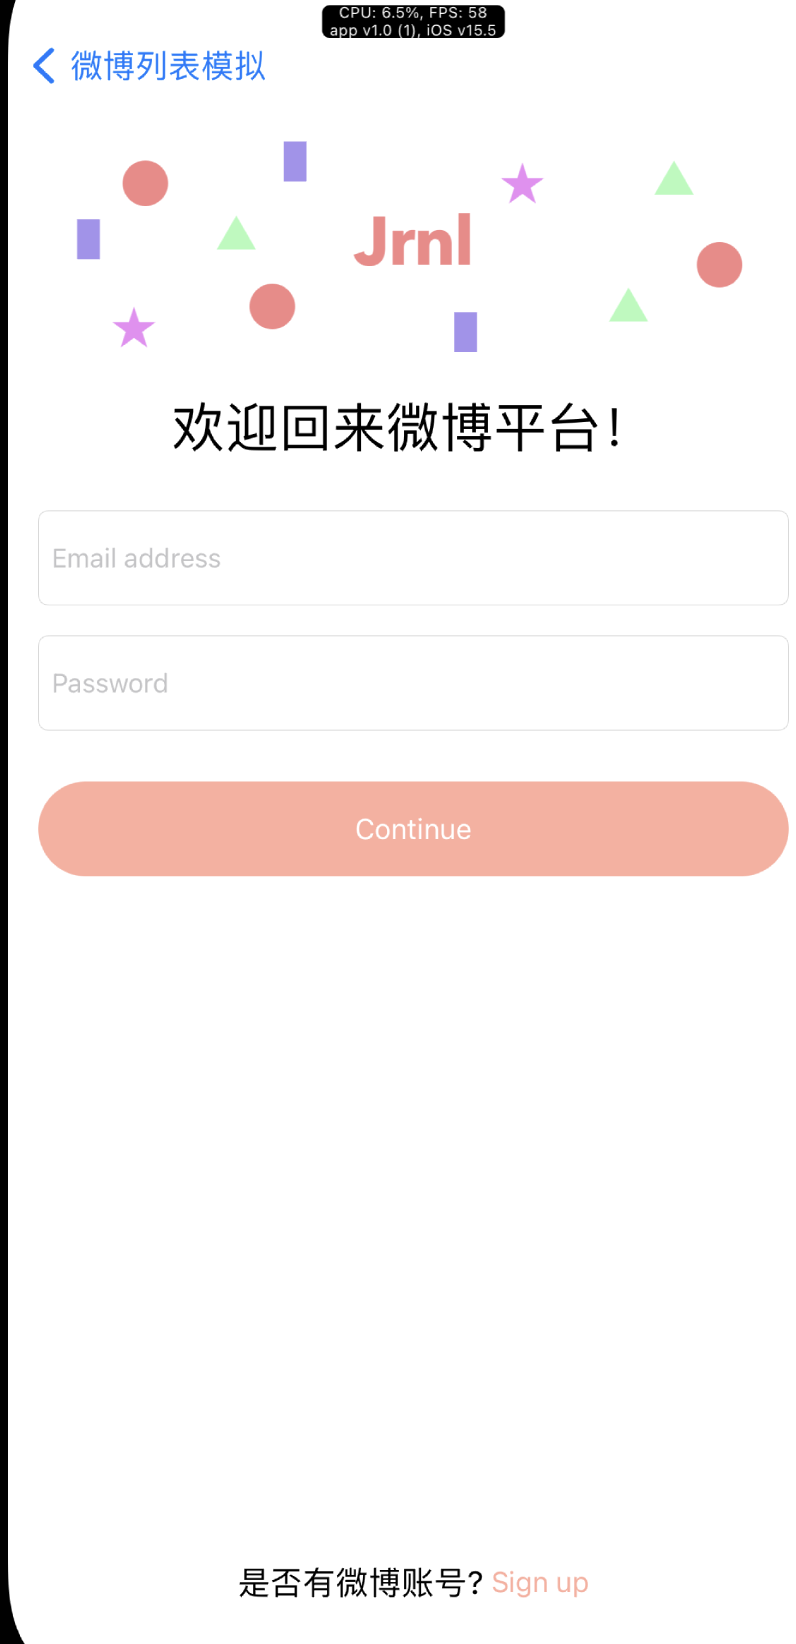 CPU: 6.5%, FPS: 58
app v1.0 (1), iOS v15.5
微博列表模拟
Jrnl
欢迎回来微博平台!
Email address
Password
Continue
是否有微博账号? Sign up